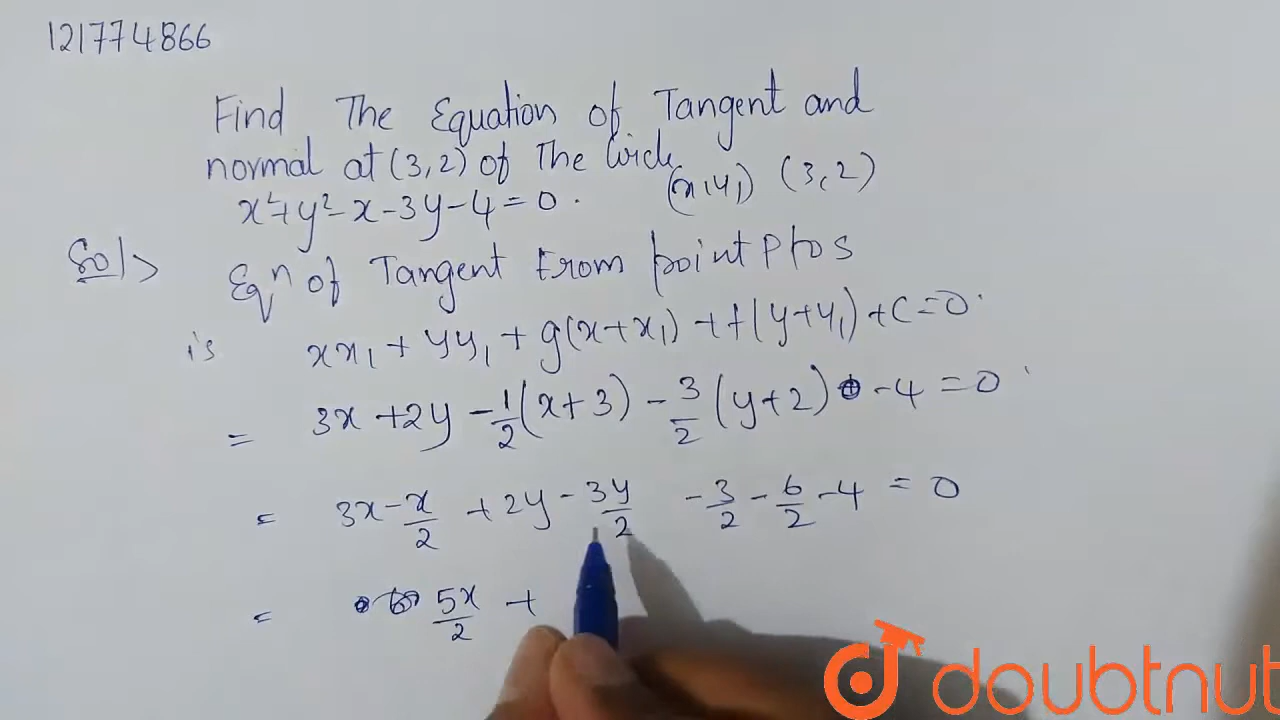 121774866
Find The Equation of Tangent and
normal at (3,2) of The Circle
x²+y²-x-3y-4=0. (x,y₁) (3,2)
Sol> Eqⁿ of Tangent from point P to S
is xx₁ + yy₁ + g(x+x₁) + f(y+y₁) + c = 0.
= 3x + 2y - 1/2 (x+3) - 3/2 (y+2) - 4 = 0
= 3x - x/2 + 2y - 3y/2 - 3/2 - 6/2 - 4 = 0
= 5x/2 +
doubtnut